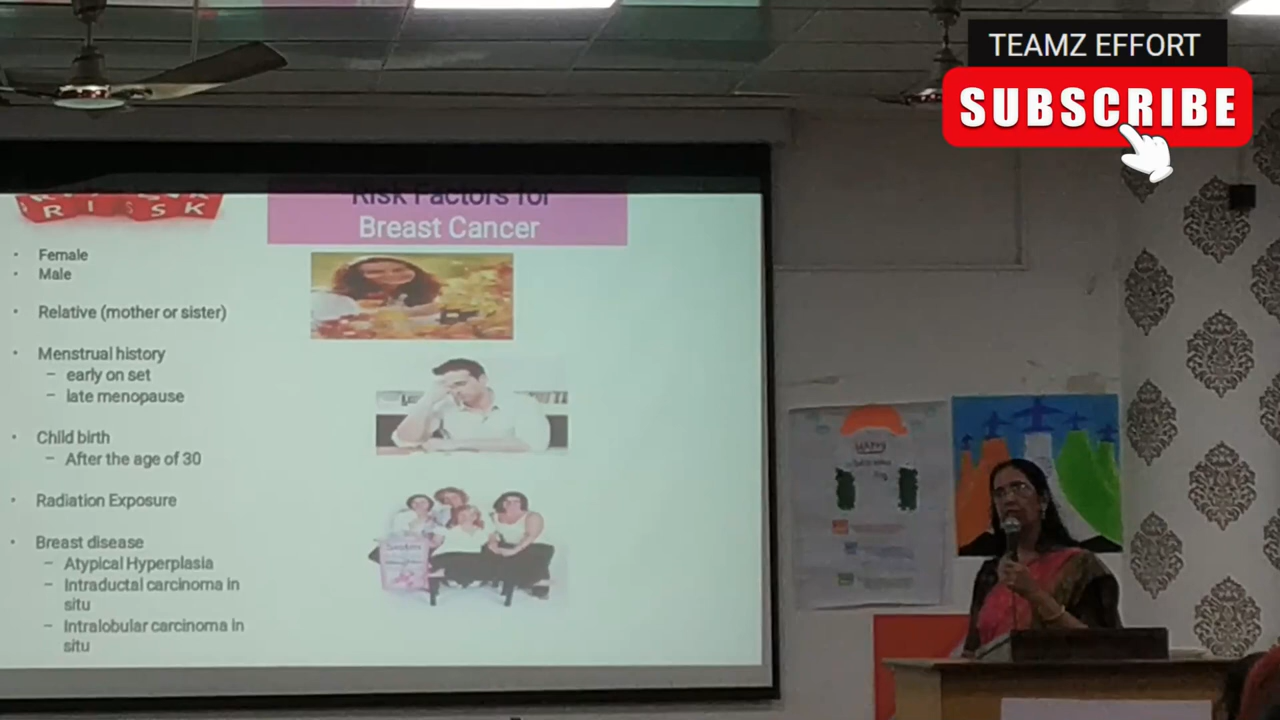 TEAMZ EFFORT
SUBSCRIBE
RISK
Risk Factors for
Breast Cancer
• Female
• Male
• Relative (mother or sister)
• Menstrual history
– early on set
– late menopause
• Child birth
– After the age of 30
• Radiation Exposure
• Breast disease
– Atypical Hyperplasia
– Intraductal carcinoma in
situ
– Intralobular carcinoma in
situ
HAPPY